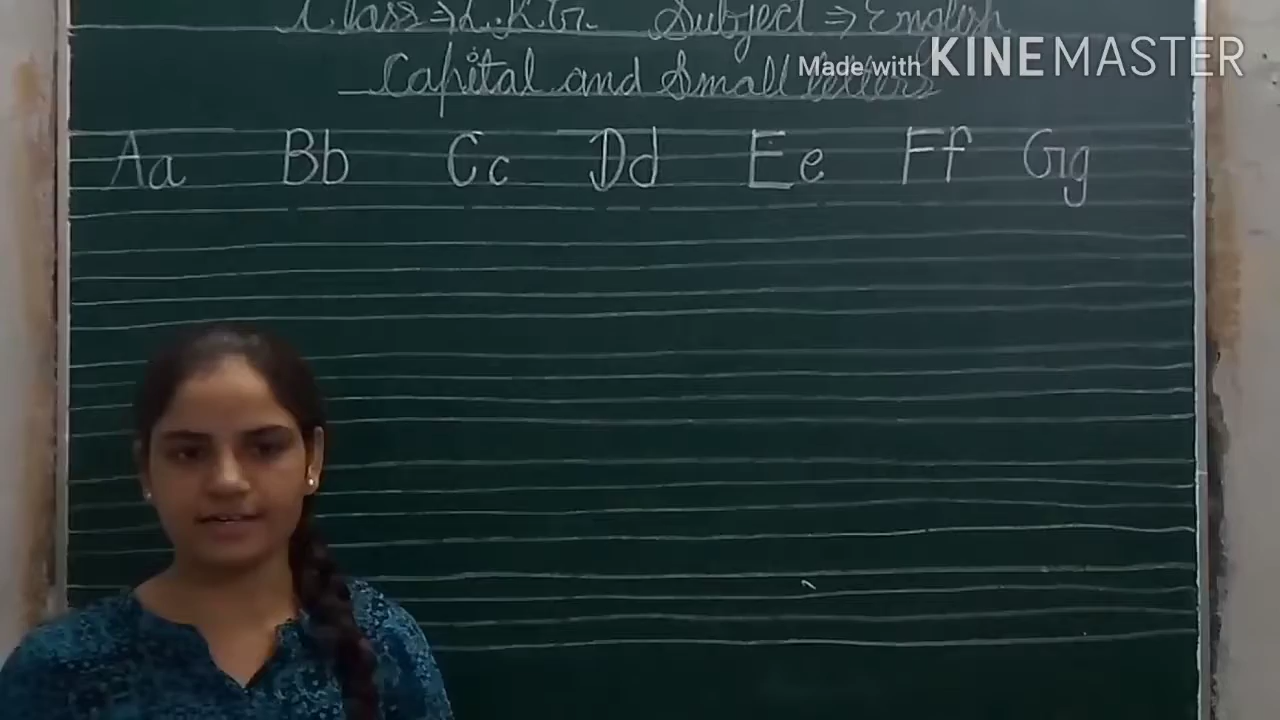 Class ⇒ L.K.G. Subject ⇒ English
Capital and Small letters
Made with KINEMASTER
Aa Bb Cc Dd Ee Ff Gg